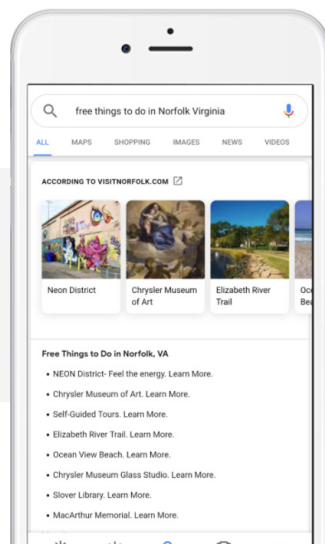 free things to do in Norfolk Virginia
ALL MAPS SHOPPING IMAGES NEWS VIDEOS
ACCORDING TO VISITNORFOLK.COM
Neon District
Chrysler Museum
of Art
Elizabeth River
Trail
Free Things to Do in Norfolk, VA
• NEON District- Feel the energy. Learn More.
• Chrysler Museum of Art. Learn More.
• Self-Guided Tours. Learn More.
• Elizabeth River Trail. Learn More.
• Ocean View Beach. Learn More.
• Chrysler Museum Glass Studio. Learn More.
• Slover Library. Learn More.
• MacArthur Memorial. Learn More.